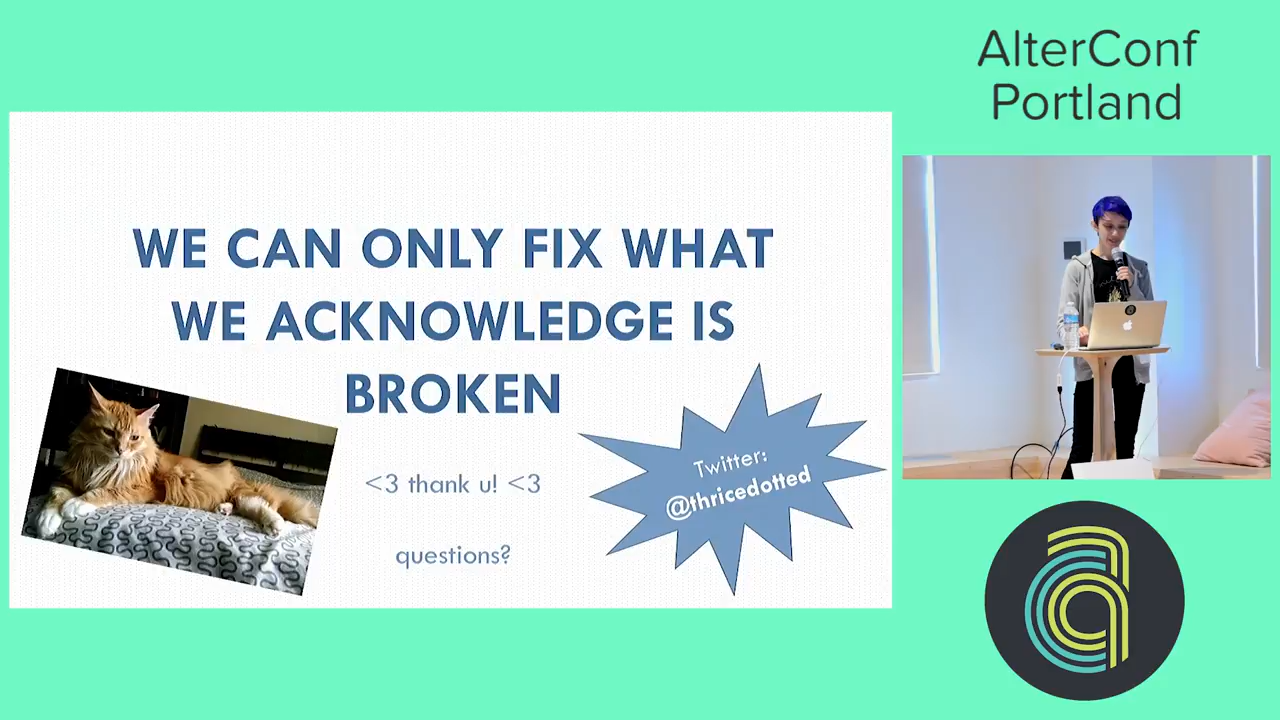 AlterConf
Portland
WE CAN ONLY FIX WHAT
WE ACKNOWLEDGE IS
BROKEN
<3 thank u! <3
questions?
Twitter:
@thricedotted